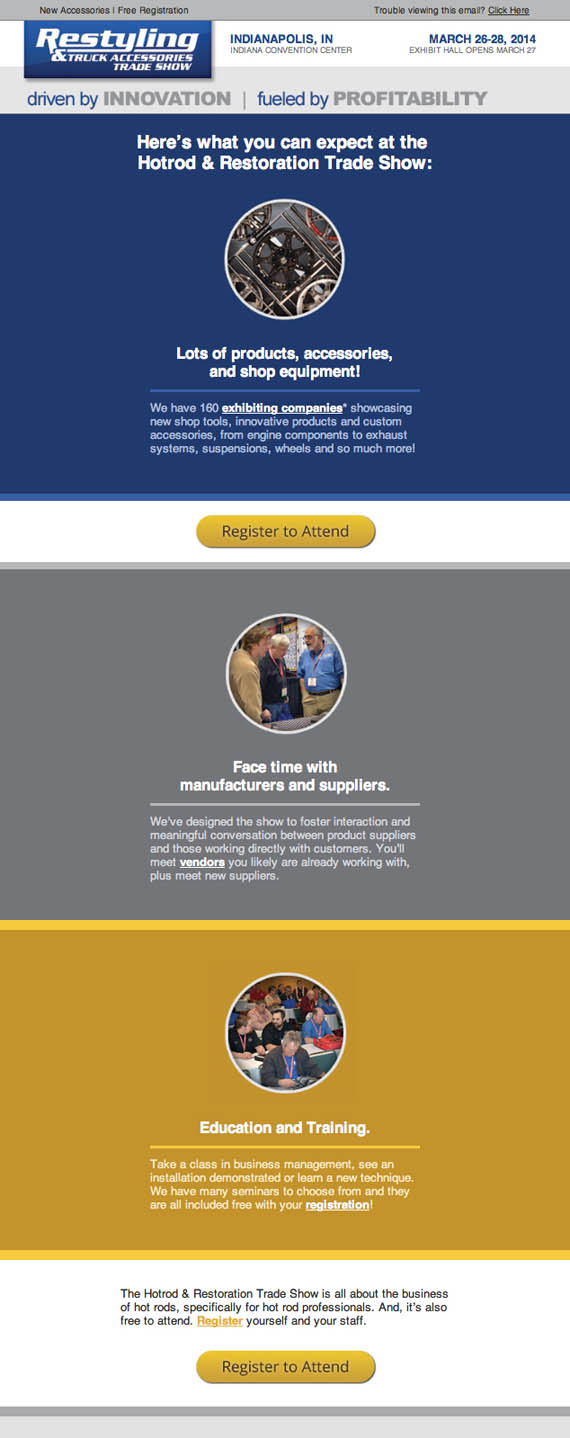 New Accessories | Free Registration
Trouble viewing this email? Click Here
Restyling
& TRUCK ACCESSORIES
TRADE SHOW
INDIANAPOLIS, IN
INDIANA CONVENTION CENTER
MARCH 26-28, 2014
EXHIBIT HALL OPENS MARCH 27
driven by INNOVATION | fueled by PROFITABILITY
Here's what you can expect at the
Hotrod & Restoration Trade Show:
Lots of products, accessories,
and shop equipment!
We have 160 exhibiting companies* showcasing
new shop tools, innovative products and custom
accessories, from engine components to exhaust
systems, suspensions, wheels and so much more!
Register to Attend
Face time with
manufacturers and suppliers.
We've designed the show to foster interaction and
meaningful conversation between product suppliers
and those working directly with customers. You'll
meet vendors you likely are already working with,
plus meet new suppliers.
Education and Training.
Take a class in business management, see an
installation demonstrated or learn a new technique.
We have many seminars to choose from and they
are all included free with your registration!
The Hotrod & Restoration Trade Show is all about the business
of hot rods, specifically for hot rod professionals. And, it's also
free to attend. Register yourself and your staff.
Register to Attend